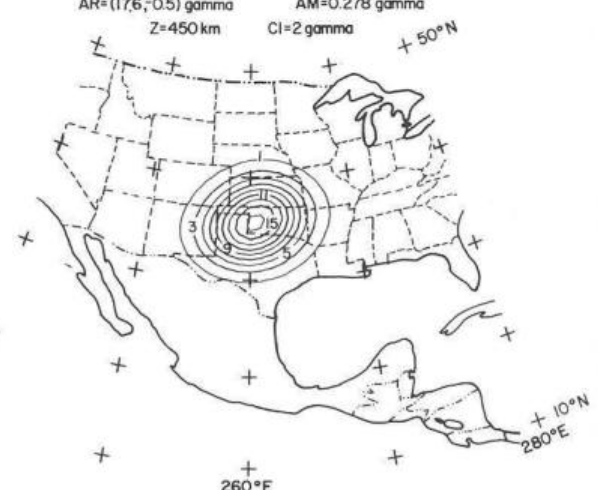 AR=(17.6,-0.5) gamma AM=0.278 gamma
Z=450 km CI=2 gamma
50°N
1
11
3
15
9
5
10°N
280°E
260°E